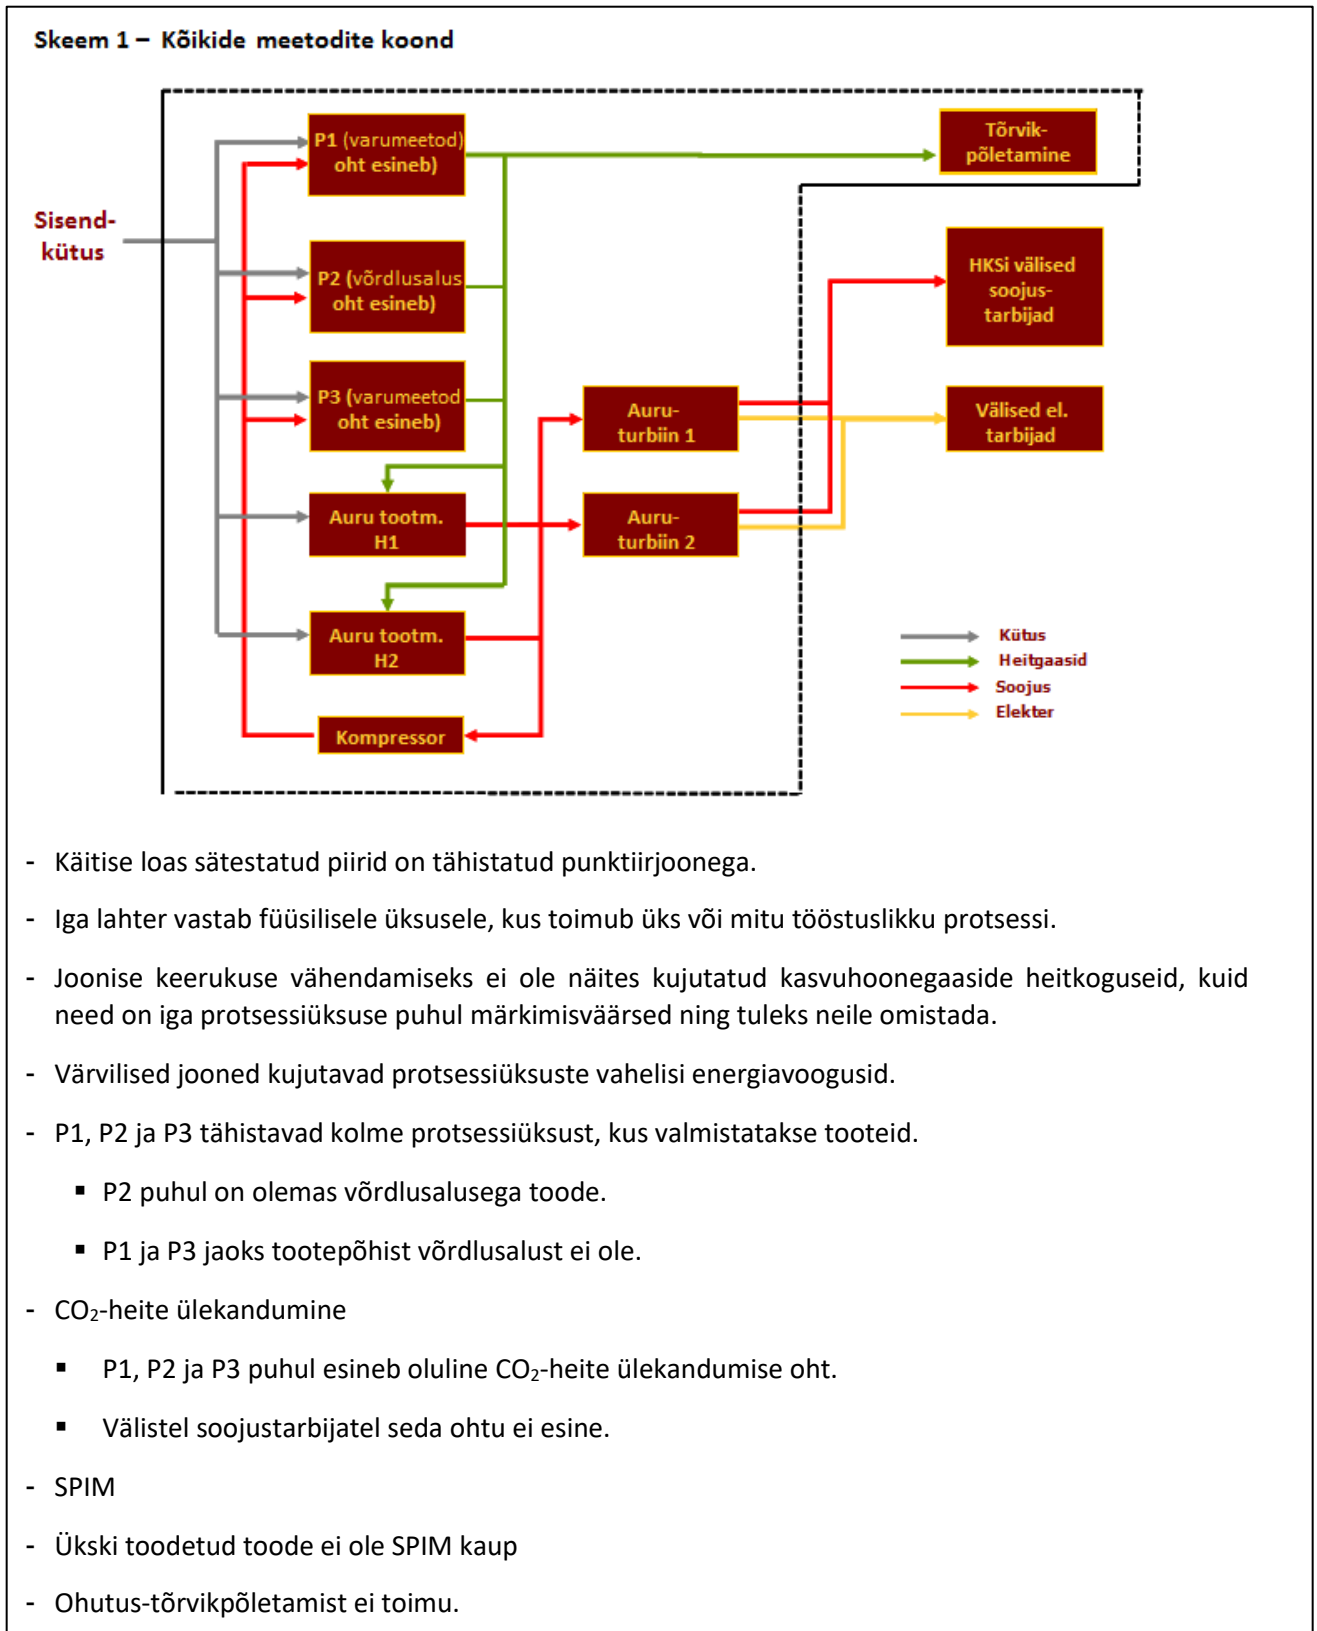 Skeem 1 – Kõikide meetodite koond
P1 (varumeetod)
oht esineb)
Tõrvik-
põletamine
Sisend-
kütus
P2 (võrdlusalus
oht esineb)
HKSi välised
soojus-
tarbijad
P3 (varumeetod
oht esineb)
Auru-
turbiin 1
Välised el.
tarbijad
Auru tootm.
H1
Auru-
turbiin 2
Auru tootm.
H2
Kompressor
Kütus
Heitgaasid
Soojus
Elekter
- Käitise loas sätestatud piirid on tähistatud punktiirjoonega.
- Iga lahter vastab füüsilisele üksusele, kus toimub üks või mitu tööstuslikku protsessi.
- Joonise keerukuse vähendamiseks ei ole näites kujutatud kasvuhoonegaaside heitkoguseid, kuid
need on iga protsessiüksuse puhul märkimisväärsed ning tuleks neile omistada.
- Värvilised jooned kujutavad protsessiüksuste vahelisi energiavoogusid.
- P1, P2 ja P3 tähistavad kolme protsessiüksust, kus valmistatakse tooteid.
▪ P2 puhul on olemas võrdlusalusega toode.
▪ P1 ja P3 jaoks tootepõhist võrdlusalust ei ole.
- CO₂-heite ülekandumine
▪ P1, P2 ja P3 puhul esineb oluline CO₂-heite ülekandumise oht.
▪ Välistel soojustarbijatel seda ohtu ei esine.
- SPIM
- Ükski toodetud toode ei ole SPIM kaup
- Ohutus-tõrvikpõletamist ei toimu.